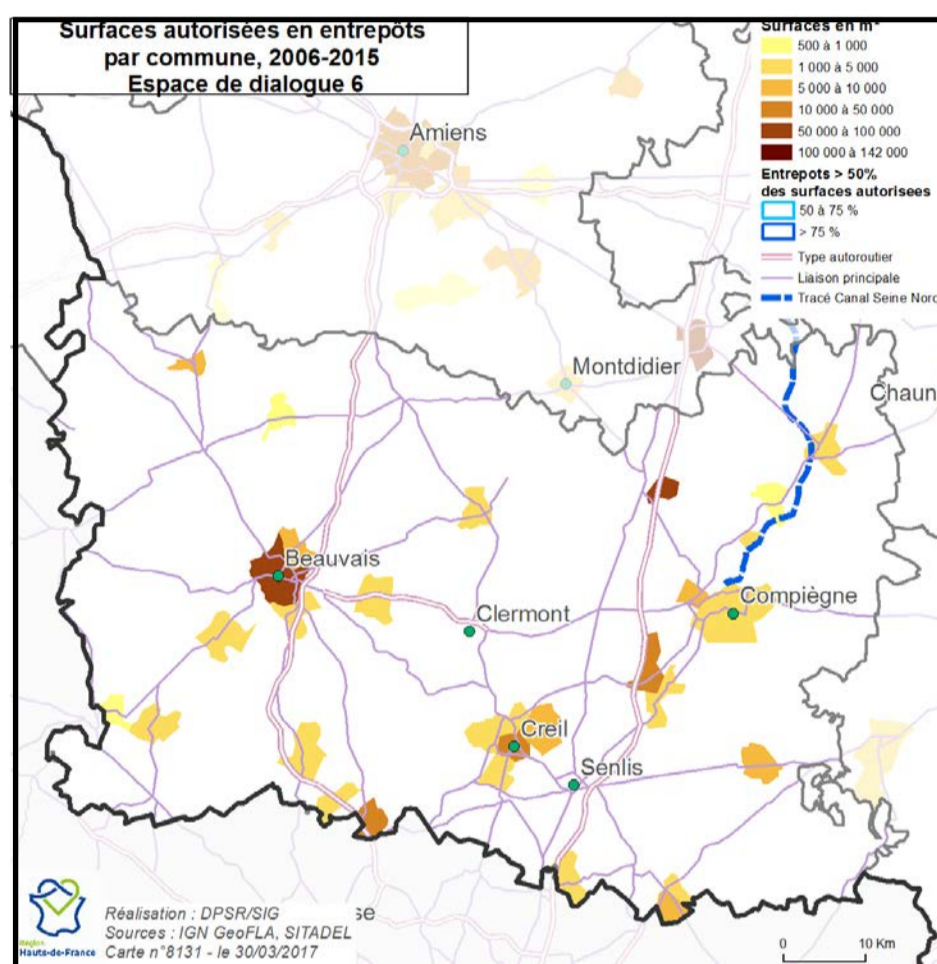 Surfaces autorisées en entrepôts
par commune, 2006-2015
Espace de dialogue 6
Surfaces en m²
500 à 1 000
1 000 à 5 000
5 000 à 10 000
10 000 à 50 000
50 000 à 100 000
100 000 à 142 000
Entrepots > 50%
des surfaces autorisees
50 à 75 %
> 75 %
Type autoroutier
Liaison principale
Tracé Canal Seine Nord
Amiens
Montdidier
Chaun
Beauvais
Clermont
Compiègne
Creil
Senlis
Région
Hauts-de-France
Réalisation : DPSR/SIG
se
Sources : IGN GeoFLA, SITADEL
Carte n°8131 - le 30/03/2017
0 10 Km